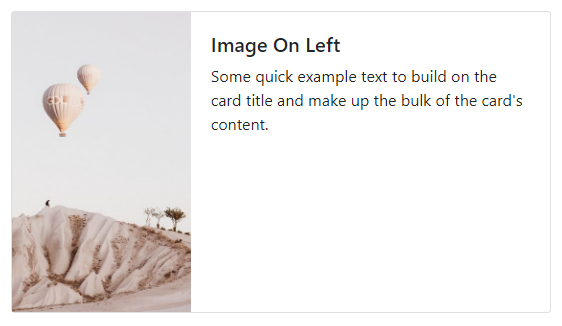 Image On Left
Some quick example text to build on the
card title and make up the bulk of the card's
content.